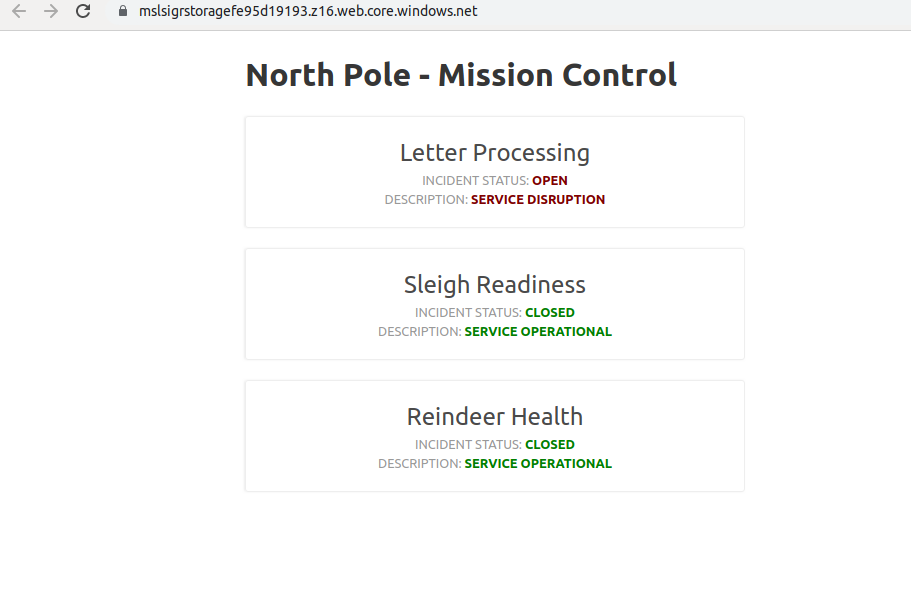 mslsigrstoragefe95d19193.z16.web.core.windows.net
North Pole - Mission Control
Letter Processing
INCIDENT STATUS: OPEN
DESCRIPTION: SERVICE DISRUPTION
Sleigh Readiness
INCIDENT STATUS: CLOSED
DESCRIPTION: SERVICE OPERATIONAL
Reindeer Health
INCIDENT STATUS: CLOSED
DESCRIPTION: SERVICE OPERATIONAL